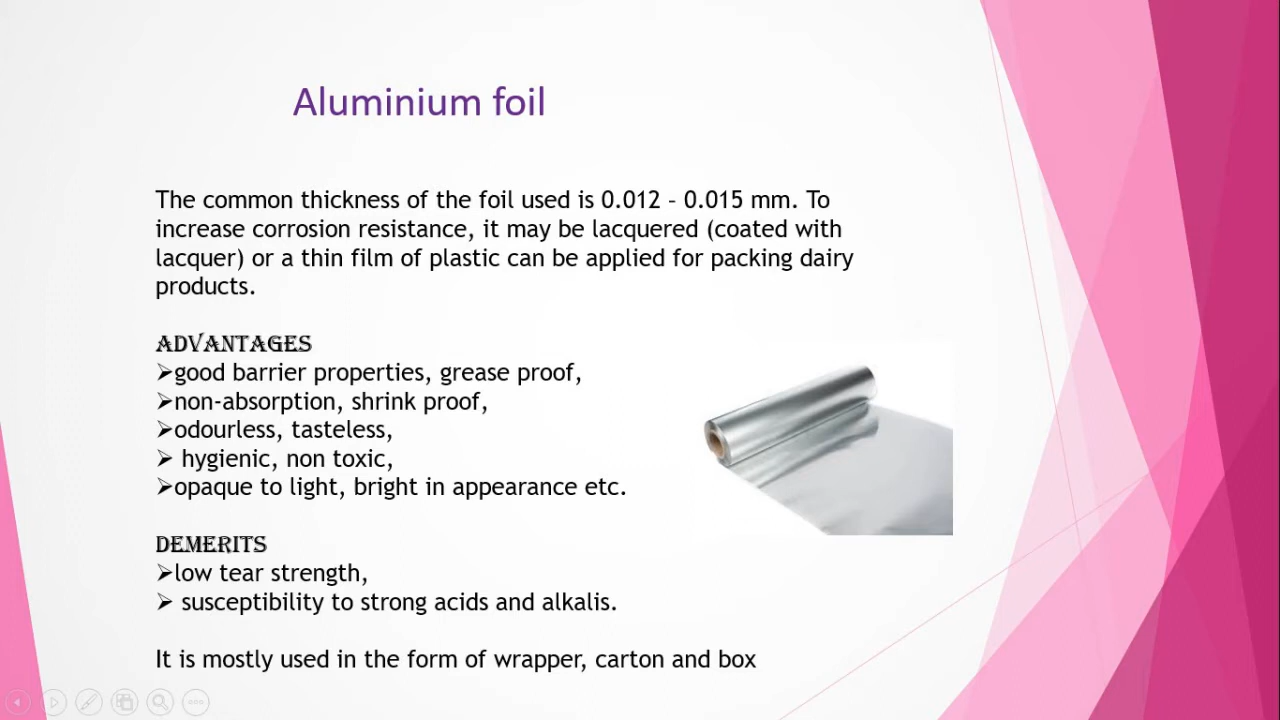 Aluminium foil
The common thickness of the foil used is 0.012 – 0.015 mm. To
increase corrosion resistance, it may be lacquered (coated with
lacquer) or a thin film of plastic can be applied for packing dairy
products.
ADVANTAGES
➢good barrier properties, grease proof,
➢non-absorption, shrink proof,
➢odourless, tasteless,
➢ hygienic, non toxic,
➢opaque to light, bright in appearance etc.
DEMERITS
➢low tear strength,
➢ susceptibility to strong acids and alkalis.
It is mostly used in the form of wrapper, carton and box